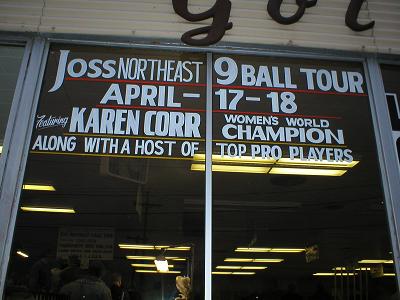 Joss NORTHEAST 9 BALL TOUR
APRIL - 17 - 18
Featuring KAREN CORR WOMEN'S WORLD CHAMPION
ALONG WITH A HOST OF TOP PRO PLAYERS